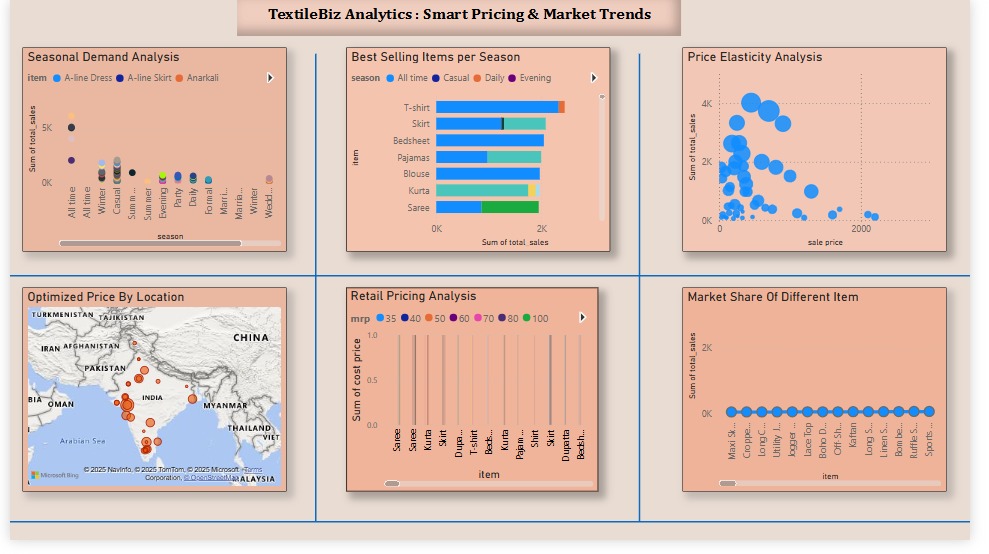 TextileBiz Analytics : Smart Pricing & Market Trends
Seasonal Demand Analysis
item A-line Dress A-line Skirt Anarkali
Sum of total_sales
5K
0K
All time
All time
Winter
Casual
Summ...
Summer
Evening
Party
Daily
Formal
Marri...
Marria...
Winter
Wedd...
season
Best Selling Items per Season
season All time Casual Daily Evening
item
T-shirt
Skirt
Bedsheet
Pajamas
Blouse
Kurta
Saree
0K 2K
Sum of total_sales
Price Elasticity Analysis
Sum of total_sales
4K
2K
0K
0 2000
sale price
Optimized Price By Location
TURKMENISTAN TAJIKISTAN
CHINA
IRAN AFGHANISTAN
PAKISTAN
BIA OMAN
INDIA
MYANMAR
THAILAND
VIET
Arabian Sea
MALAYSIA
Microsoft Bing
© 2025 NavInfo, © 2025 TomTom, © 2025 Microsoft Terms
Corporation, © OpenStreetMap
Retail Pricing Analysis
mrp 35 40 50 60 70 80 100
Sum of cost price
1.0
0.5
0.0
Saree
Saree
Kurta
Skirt
Dupa...
T-shirt
Beds...
Kurta
Pajam...
Shirt
Skirt
Dupatta
Bedsh...
item
Market Share Of Different Item
Sum of total_sales
2K
0K
Maxi Sk...
Croppe...
Long C...
Utility J...
Jogger ...
Lace Top
Boho D...
Off-Sh...
Kaftan
Long S...
Linen S...
Bombe...
Ruffle S...
Sports ...
item